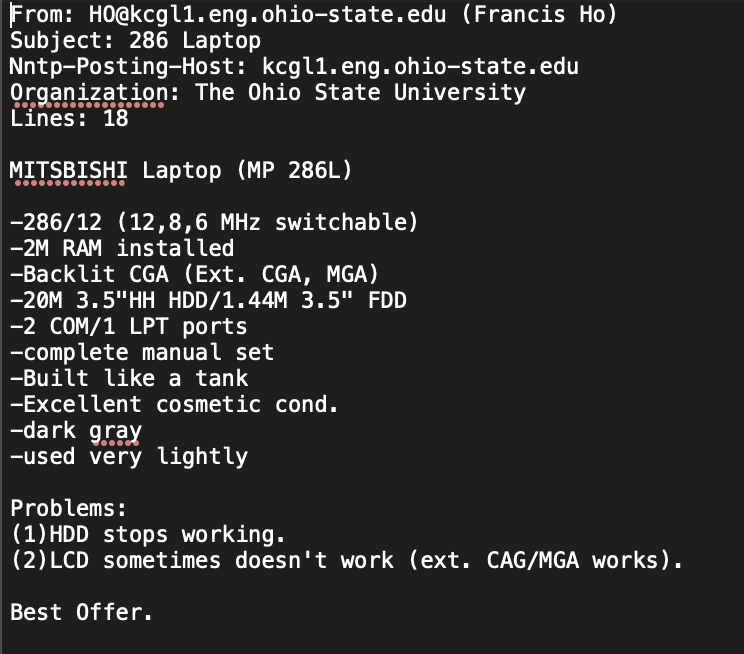 From: HO@kcgl1.eng.ohio-state.edu (Francis Ho)
Subject: 286 Laptop
Nntp-Posting-Host: kcgl1.eng.ohio-state.edu
Organization: The Ohio State University
Lines: 18

MITSBISHI Laptop (MP 286L)

-286/12 (12,8,6 MHz switchable)
-2M RAM installed
-Backlit CGA (Ext. CGA, MGA)
-20M 3.5"HH HDD/1.44M 3.5" FDD
-2 COM/1 LPT ports
-complete manual set
-Built like a tank
-Excellent cosmetic cond.
-dark gray
-used very lightly

Problems:
(1)HDD stops working.
(2)LCD sometimes doesn't work (ext. CAG/MGA works).

Best Offer.